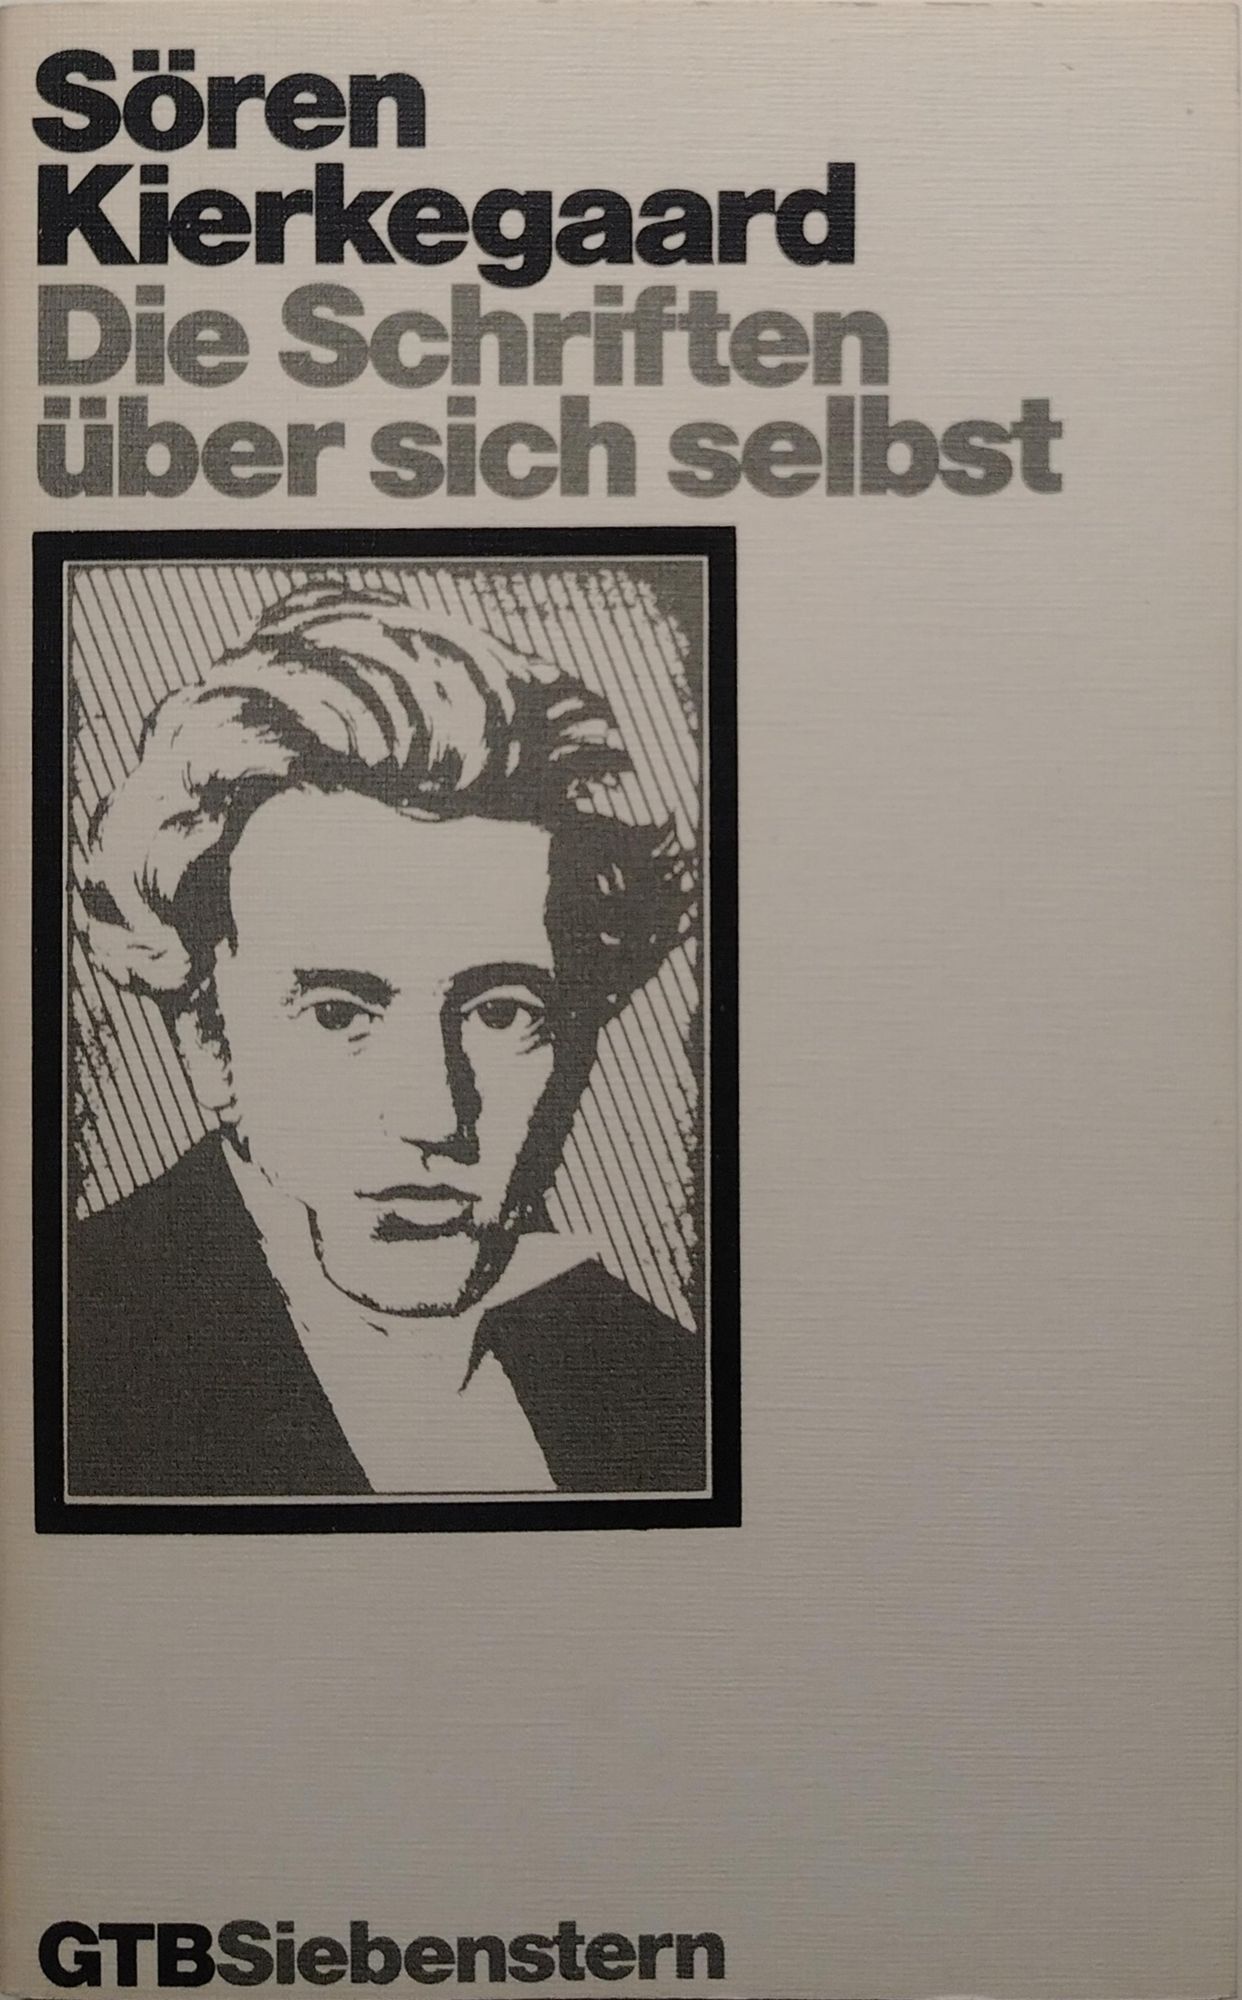 Sören
Kierkegaard
Die Schriften
über sich selbst
GTBSiebenstern